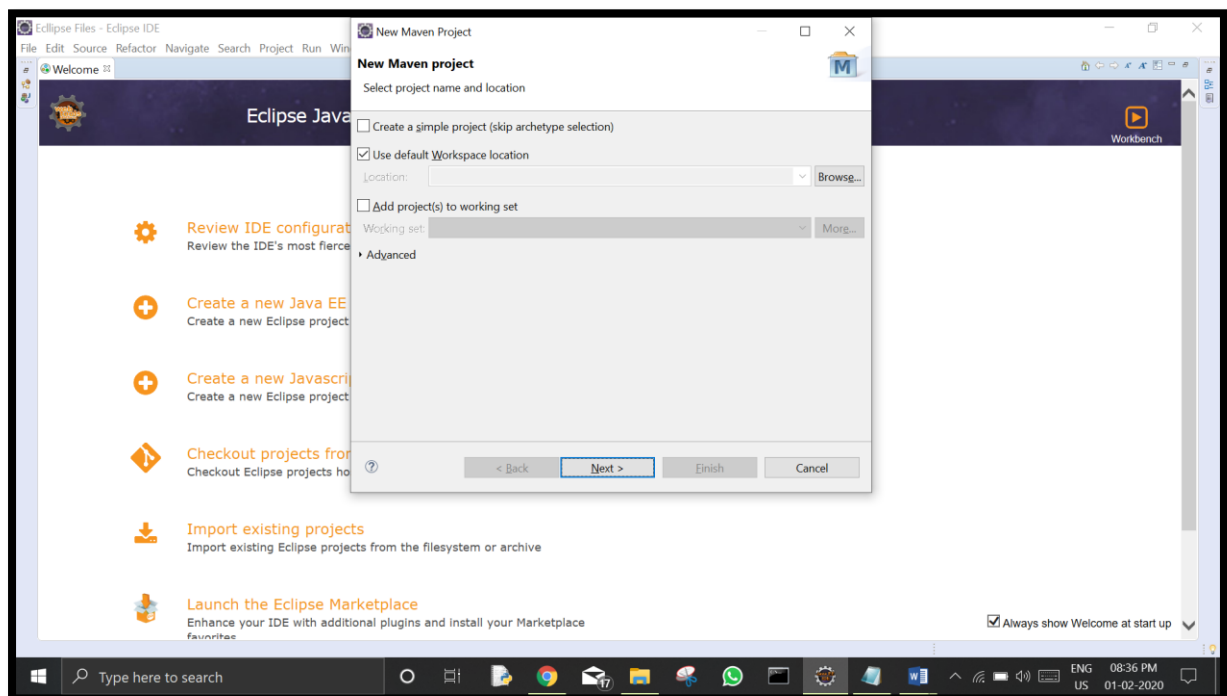 Ecllipse Files - Eclipse IDE
File Edit Source Refactor Navigate Search Project Run Win
Welcome
Eclipse Java
Workbench
Review IDE configurat
Review the IDE's most fierce
Create a new Java EE
Create a new Eclipse project
Create a new Javascrip
Create a new Eclipse project
Checkout projects fror
Checkout Eclipse projects ho
Import existing projects
Import existing Eclipse projects from the filesystem or archive
Launch the Eclipse Marketplace
Enhance your IDE with additional plugins and install your Marketplace
favorites
Always show Welcome at start up
New Maven Project
New Maven project
Select project name and location
M
Create a simple project (skip archetype selection)
Use default Workspace location
Location:
Browse...
Add project(s) to working set
Working set:
More...
Advanced
< Back
Next >
Finish
Cancel
Type here to search
17
W
ENG
US
08:36 PM
01-02-2020